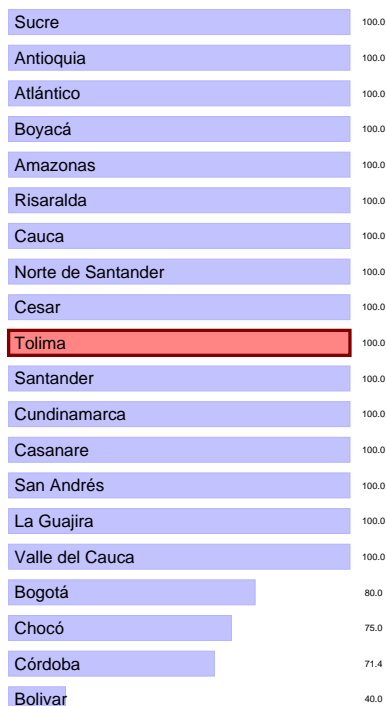 Sucre 100.0
Antioquia 100.0
Atlántico 100.0
Boyacá 100.0
Amazonas 100.0
Risaralda 100.0
Cauca 100.0
Norte de Santander 100.0
Cesar 100.0
Tolima 100.0
Santander 100.0
Cundinamarca 100.0
Casanare 100.0
San Andrés 100.0
La Guajira 100.0
Valle del Cauca 100.0
Bogotá 80.0
Chocó 75.0
Córdoba 71.4
Bolivar 40.0